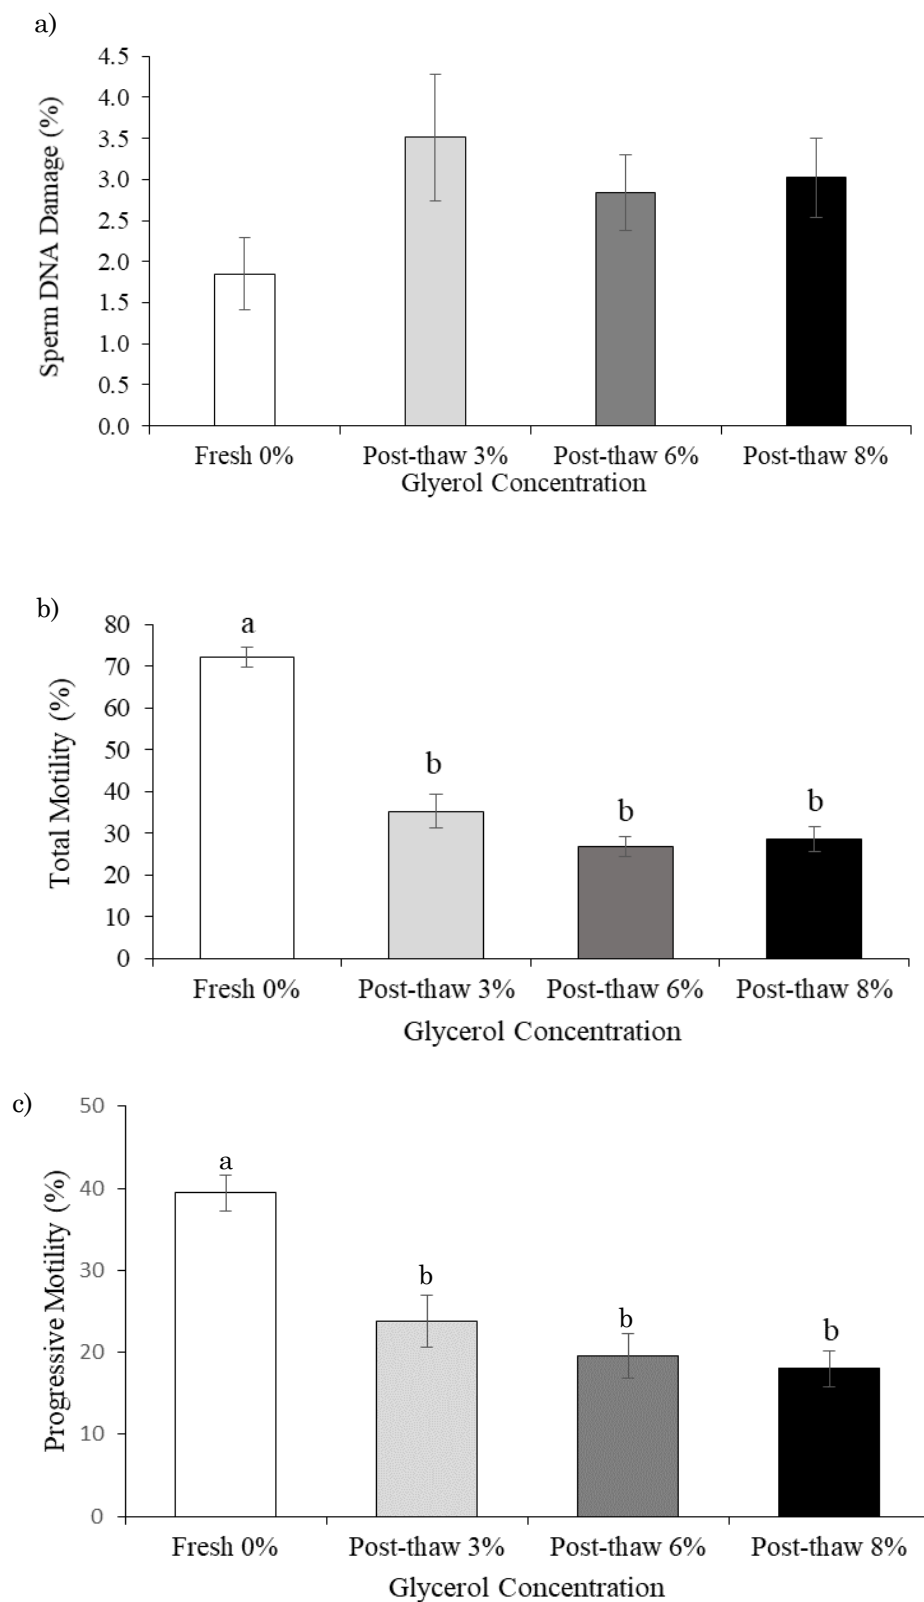 a)
Sperm DNA Damage (%)
4.5
4.0
3.5
3.0
2.5
2.0
1.5
1.0
0.5
0.0
Fresh 0% Post-thaw 3% Post-thaw 6% Post-thaw 8%
Glyerol Concentration
b)
Total Motility (%)
80
70
60
50
40
30
20
10
0
a
b
b
b
Fresh 0% Post-thaw 3% Post-thaw 6% Post-thaw 8%
Glycerol Concentration
c)
Progressive Motility (%)
50
40
30
20
10
0
a
b
b
b
Fresh 0% Post-thaw 3% Post-thaw 6% Post-thaw 8%
Glycerol Concentration